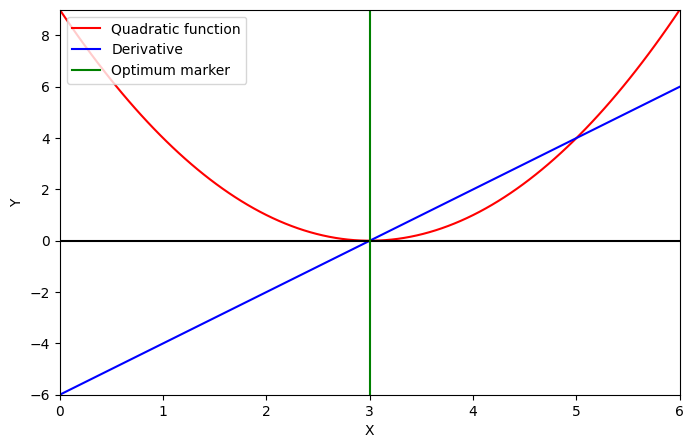 Quadratic function
Derivative
Optimum marker
8
6
4
2
0
−2
−4
−6
Y
0 1 2 3 4 5 6
X